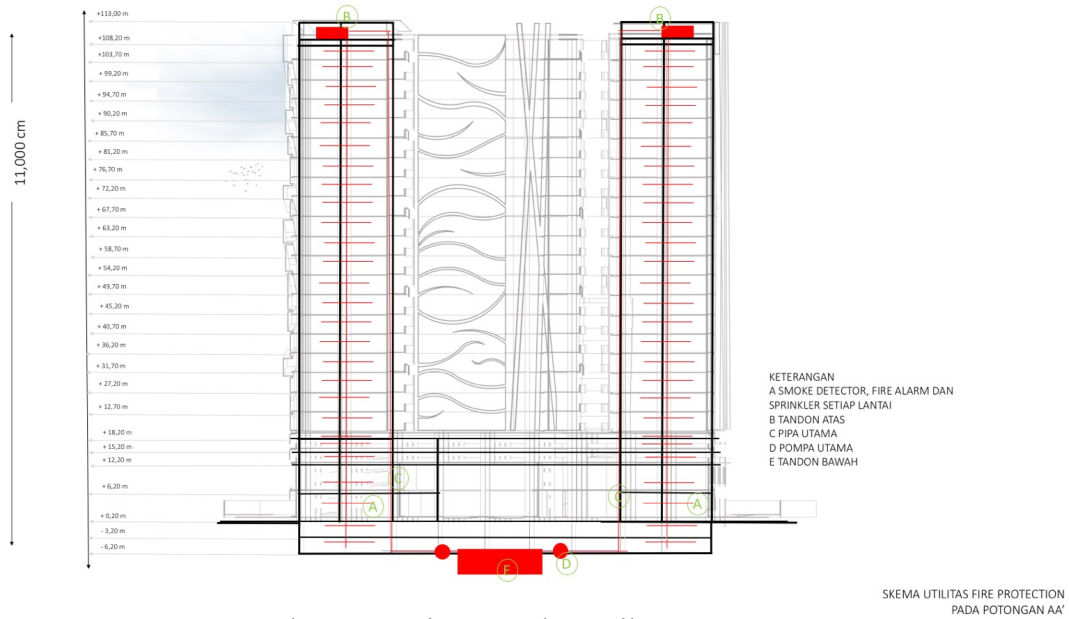 +113,00 m
+108,20 m
+103,70 m
+ 99,20 m
+ 94,70 m
+ 90,20 m
+ 85,70 m
+ 81,20 m
+ 76,70 m
+ 72,20 m
+ 67,70 m
+ 63,20 m
+ 58,70 m
+ 54,20 m
+ 49,70 m
+ 45,20 m
+ 40,70 m
+ 36,20 m
+ 31,70 m
+ 27,20 m
+ 12,70 m
+ 18,20 m
+ 15,20 m
+ 12,20 m
+ 6,20 m
+ 0,20 m
- 3,20 m
- 6,20 m
11,000 cm
B
B
C
C
A
A
D
E
KETERANGAN
A SMOKE DETECTOR, FIRE ALARM DAN
SPRINKLER SETIAP LANTAI
B TANDON ATAS
C PIPA UTAMA
D POMPA UTAMA
E TANDON BAWAH
SKEMA UTILITAS FIRE PROTECTION
PADA POTONGAN AA'